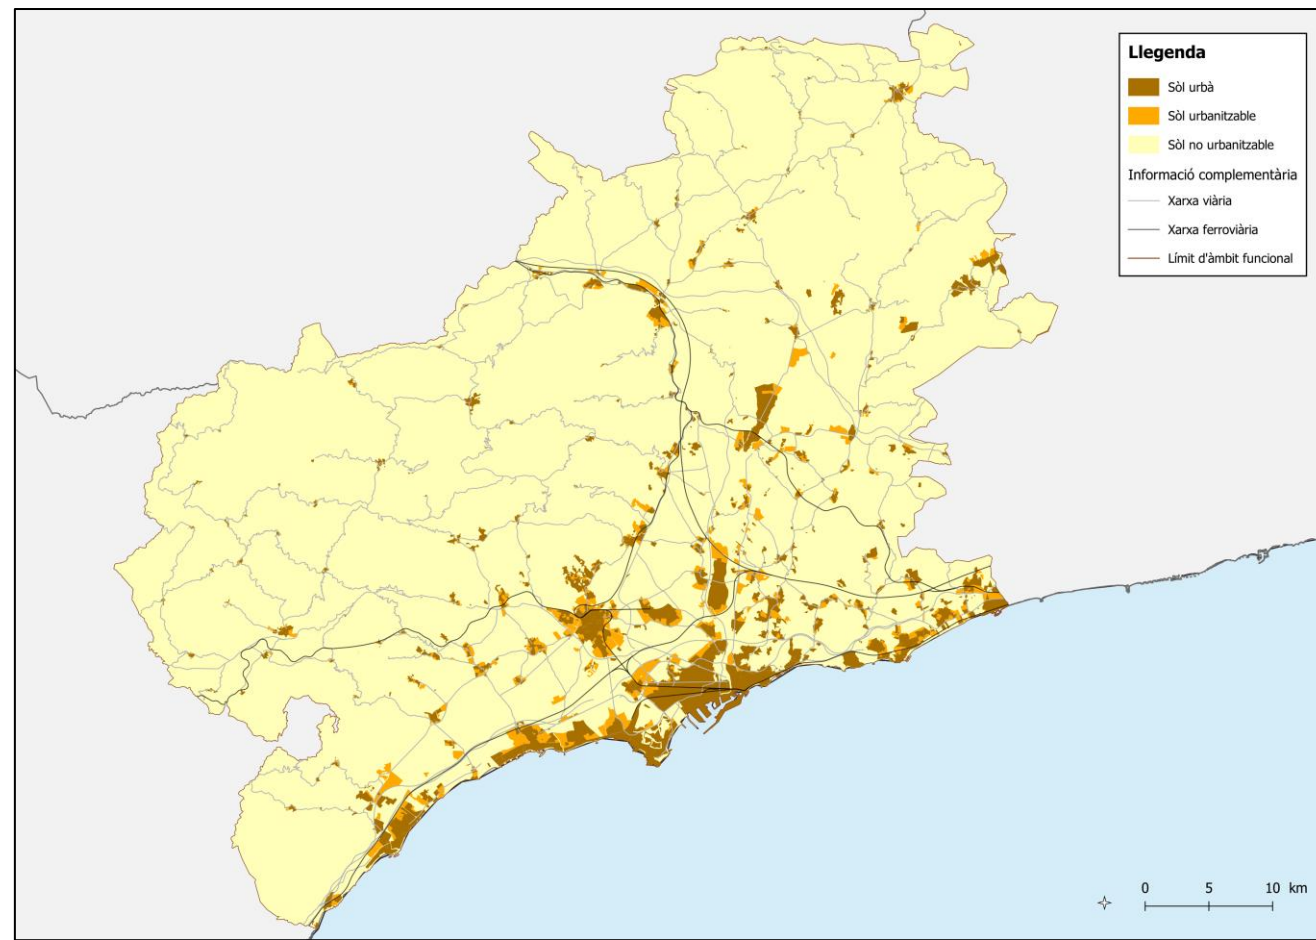 Llegenda
Sòl urbà
Sòl urbanitzable
Sòl no urbanitzable
Informació complementària
Xarxa viària
Xarxa ferroviària
Límit d'àmbit funcional
0 5 10 km